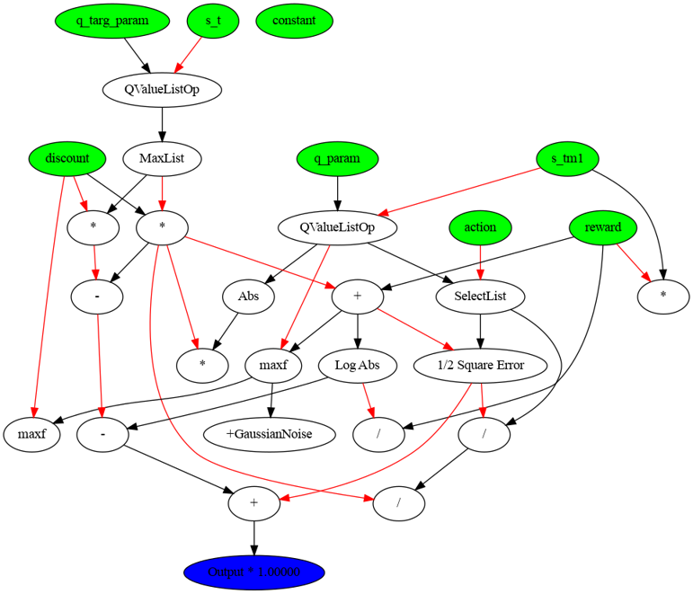 q_targ_param
s_t
constant
QValueListOp
discount
MaxList
q_param
s_tm1
*
*
QValueListOp
action
reward
-
Abs
+
SelectList
*
*
maxf
Log Abs
1/2 Square Error
maxf
-
+GaussianNoise
/
/
+
/
Output * 1.00000